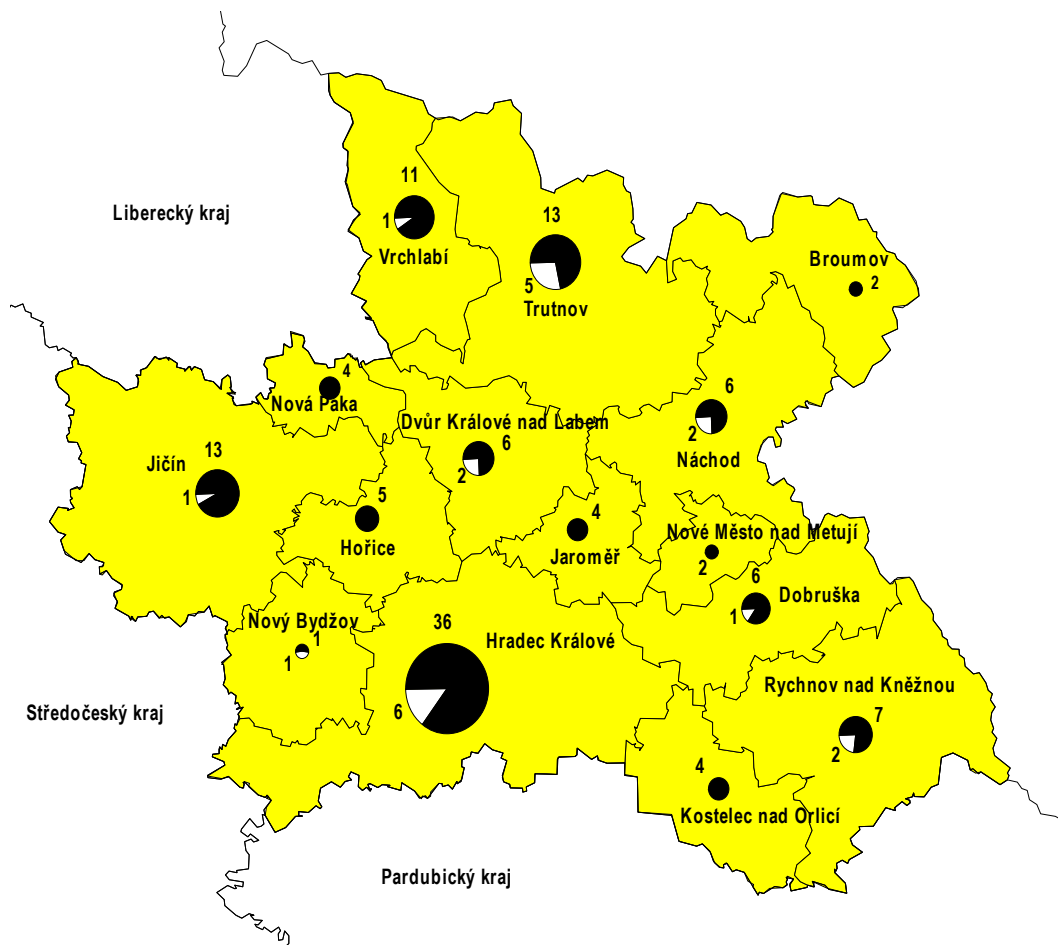 11
Liberecký kraj
1
Vrchlabí
13
5
Trutnov
Broumov
2
4
Nová Paka
Dvůr Králové nad Labem
6
2
6
2
Náchod
13
Jičín
1
5
Hořice
4
Jaroměř
Nové Město nad Metují
2
6
Dobruška
1
Nový Bydžov
1
1
36
Hradec Králové
6
Rychnov nad Kněžnou
7
2
Středočeský kraj
4
Kostelec nad Orlicí
Pardubický kraj